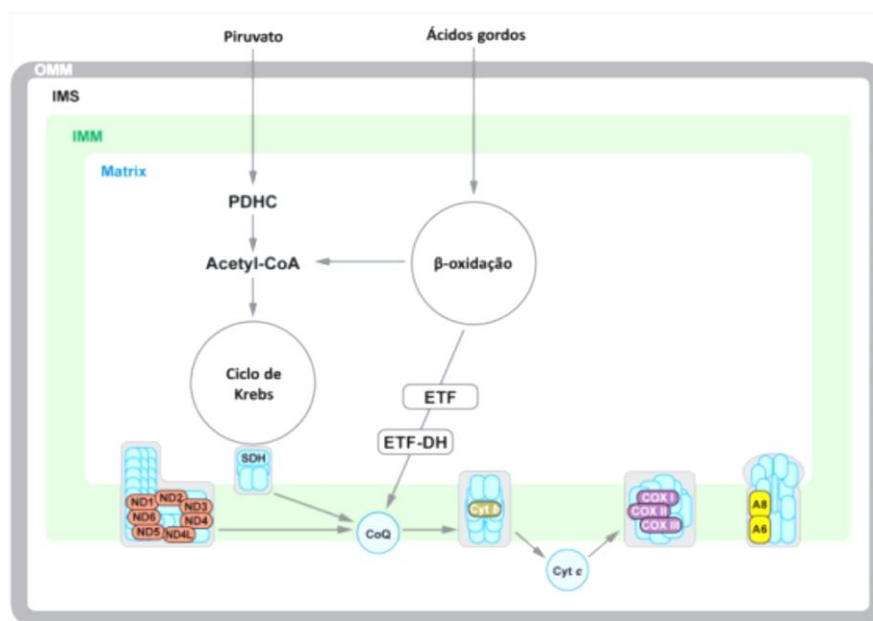 Piruvato
Ácidos gordos
OMM
IMS
IMM
Matrix
PDHC
Acetyl-CoA
β-oxidação
Ciclo de
Krebs
ETF
ETF-DH
SDH
ND1
ND2
ND3
ND6
ND4
ND5
ND4L
CoQ
Cyt b
Cyt c
COX I
COX II
COX III
A8
A6